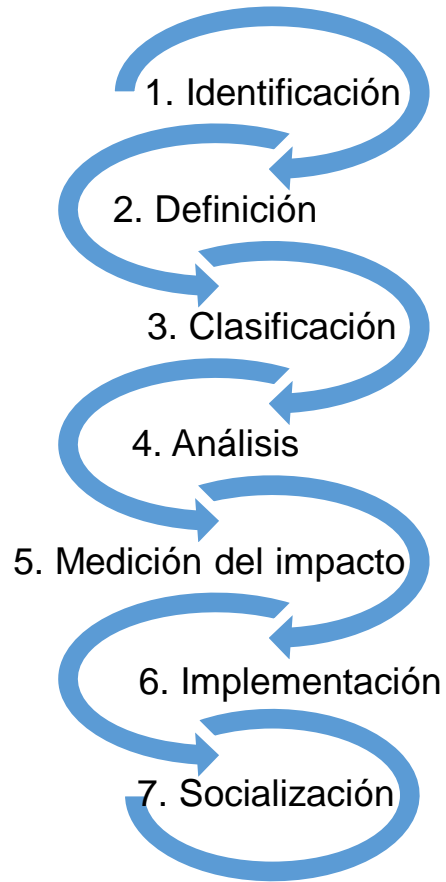 1. Identificación
2. Definición
3. Clasificación
4. Análisis
5. Medición del impacto
6. Implementación
7. Socialización